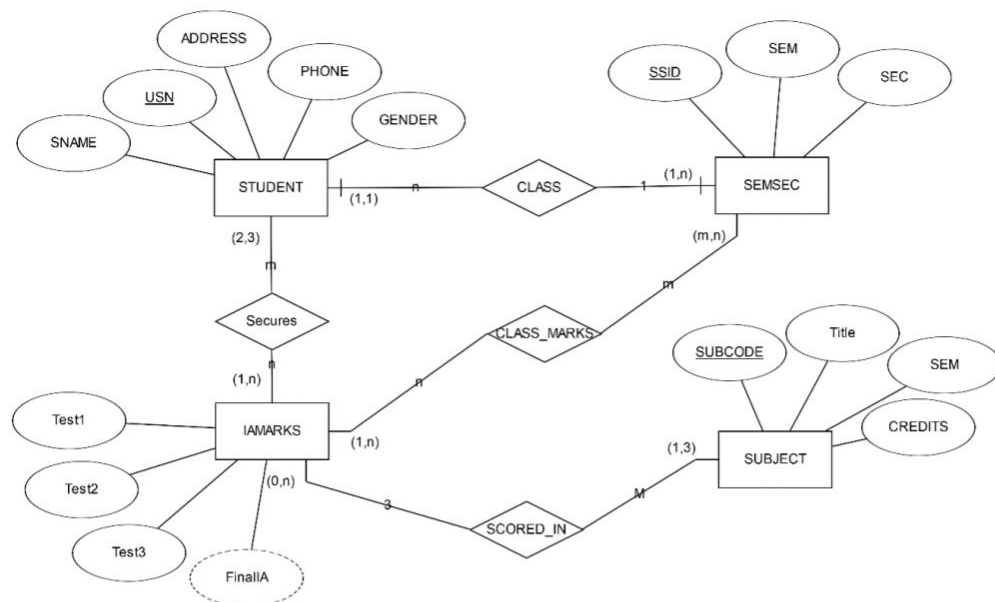 ADDRESS
SEM
PHONE
SSID
SEC
USN
GENDER
SNAME
STUDENT
n
CLASS
1
(1,n)
SEMSEC
(1,1)
(2,3)
(m,n)
m
m
Secures
CLASS_MARKS
Title
SUBCODE
SEM
n
(1,n)
n
Test1
IAMARKS
(1,n)
CREDITS
(1,3)
SUBJECT
(0,n)
Test2
3
M
SCORED_IN
Test3
FinalIA